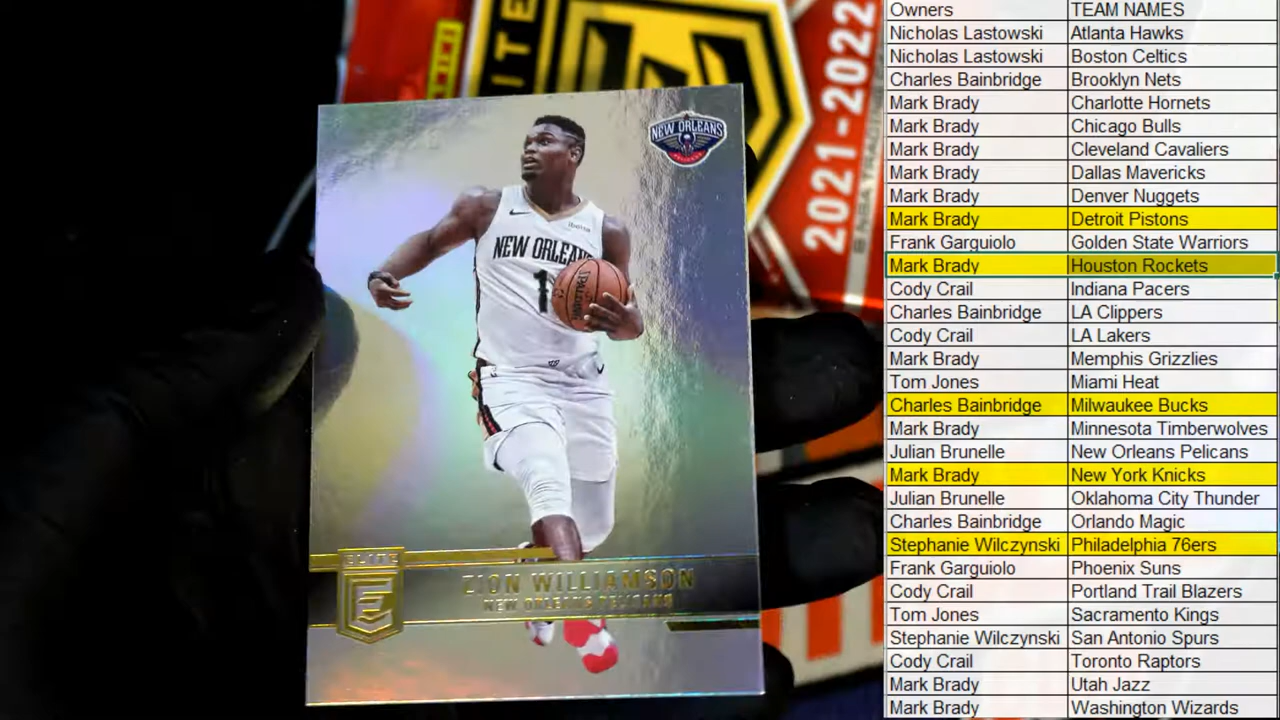 ITE
PANINI
2021-2022
NBA TRADING
NEW ORLEANS
PELICANS
ibotta
NEW ORLEANS
1
SPALDING
ELITE
E
ZION WILLIAMSON
NEW ORLEANS PELICANS
Owners TEAM NAMES
Nicholas Lastowski Atlanta Hawks
Nicholas Lastowski Boston Celtics
Charles Bainbridge Brooklyn Nets
Mark Brady Charlotte Hornets
Mark Brady Chicago Bulls
Mark Brady Cleveland Cavaliers
Mark Brady Dallas Mavericks
Mark Brady Denver Nuggets
Mark Brady Detroit Pistons
Frank Garguiolo Golden State Warriors
Mark Brady Houston Rockets
Cody Crail Indiana Pacers
Charles Bainbridge LA Clippers
Cody Crail LA Lakers
Mark Brady Memphis Grizzlies
Tom Jones Miami Heat
Charles Bainbridge Milwaukee Bucks
Mark Brady Minnesota Timberwolves
Julian Brunelle New Orleans Pelicans
Mark Brady New York Knicks
Julian Brunelle Oklahoma City Thunder
Charles Bainbridge Orlando Magic
Stephanie Wilczynski Philadelphia 76ers
Frank Garguiolo Phoenix Suns
Cody Crail Portland Trail Blazers
Tom Jones Sacramento Kings
Stephanie Wilczynski San Antonio Spurs
Cody Crail Toronto Raptors
Mark Brady Utah Jazz
Mark Brady Washington Wizards